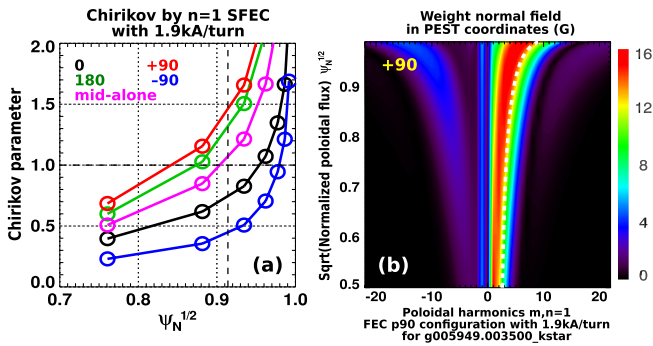 Chirikov by n=1 SFEC
with 1.9kA/turn
Chirikov parameter
2.0
1.5
1.0
0.5
0.0
0 +90
180 −90
mid-alone
(a)
0.7 0.8 0.9 1.0
ψN^1/2
Weight normal field
in PEST coordinates (G)
Sqrt(Normalized poloidal flux) ψN^1/2
0.9
0.8
0.7
0.6
0.5
+90
(b)
-20 -10 0 10 20
16
12
8
4
0
Poloidal harmonics m,n=1
FEC p90 configuration with 1.9kA/turn
for g005949.003500_kstar